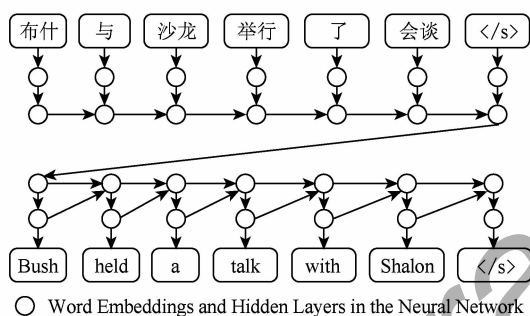 布什 与 沙龙 举行 了 会谈 </s>
Bush held a talk with Shalon </s>
Word Embeddings and Hidden Layers in the Neural Network